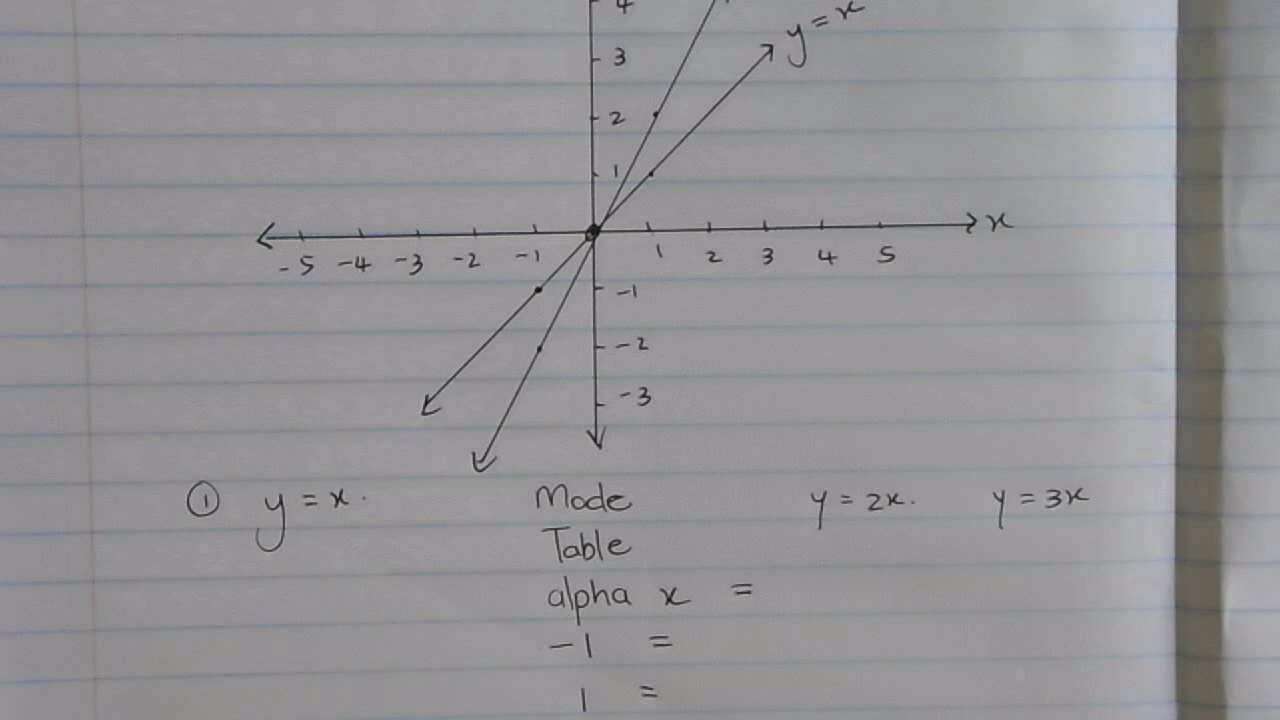 4
y = x
3
2
1
x
-5 -4 -3 -2 -1 1 2 3 4 5
-1
-2
-3
① y = x. Mode y = 2x. y = 3x
Table
alpha x =
-1 =
1 =